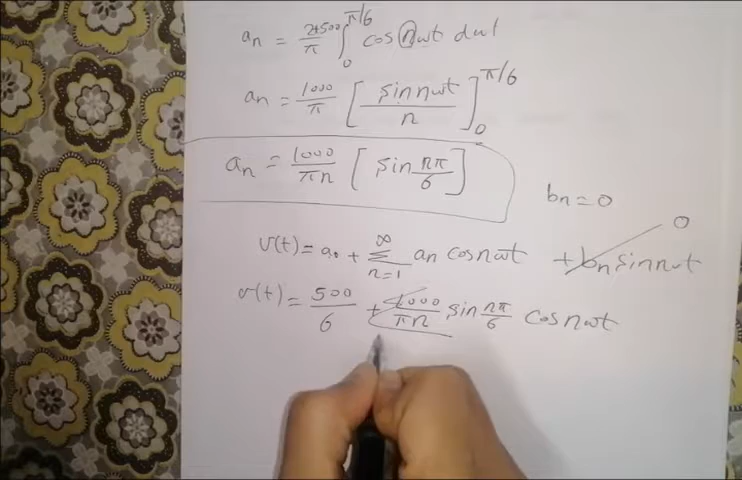 an = 2*500/π ∫₀^π/6 cos nωt dωt
an = 1000/π [ sin nωt / n ]₀^π/6
an = 1000/πn [ sin nπ/6 ]
bn = 0
v(t) = a₀ + ∞∑n=1 an cos nωt + bn sin nωt 0
v(t) = 500/6 + 1000/πn sin nπ/6 cos nωt